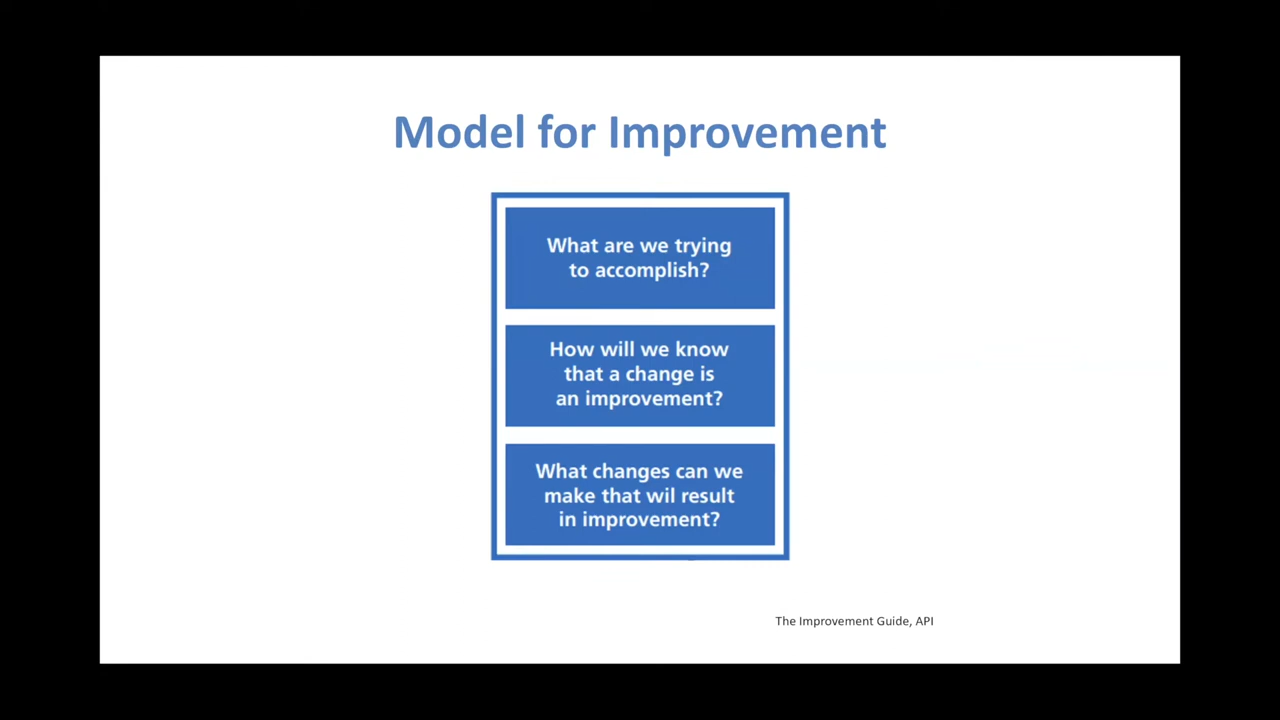 Model for Improvement
What are we trying
to accomplish?
How will we know
that a change is
an improvement?
What changes can we
make that wil result
in improvement?
The Improvement Guide, API